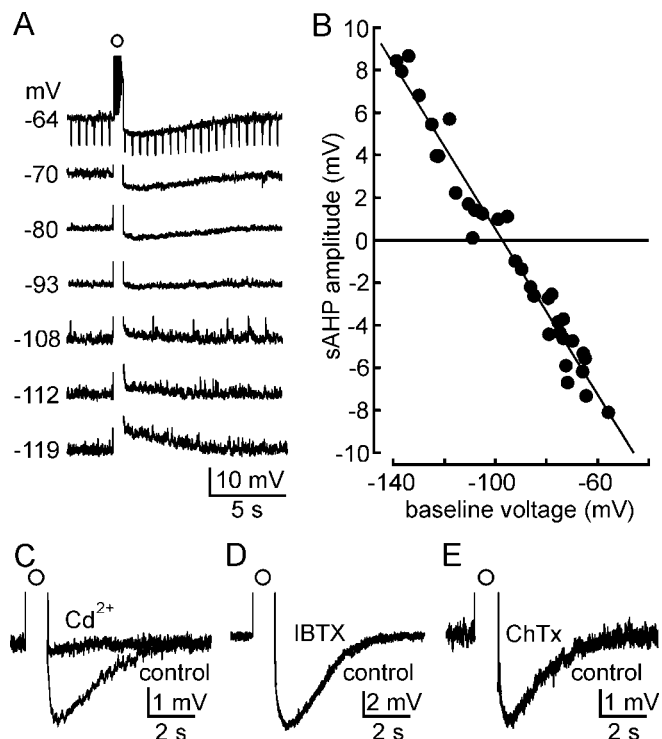 A
mV
-64
-70
-80
-93
-108
-112
-119
10 mV
5 s
B
sAHP amplitude (mV)
10
8
6
4
2
0
-2
-4
-6
-8
-10
-140
-100
-60
baseline voltage (mV)
C
Cd2+
control
1 mV
2 s
D
IBTX
control
2 mV
2 s
E
ChTx
control
1 mV
2 s